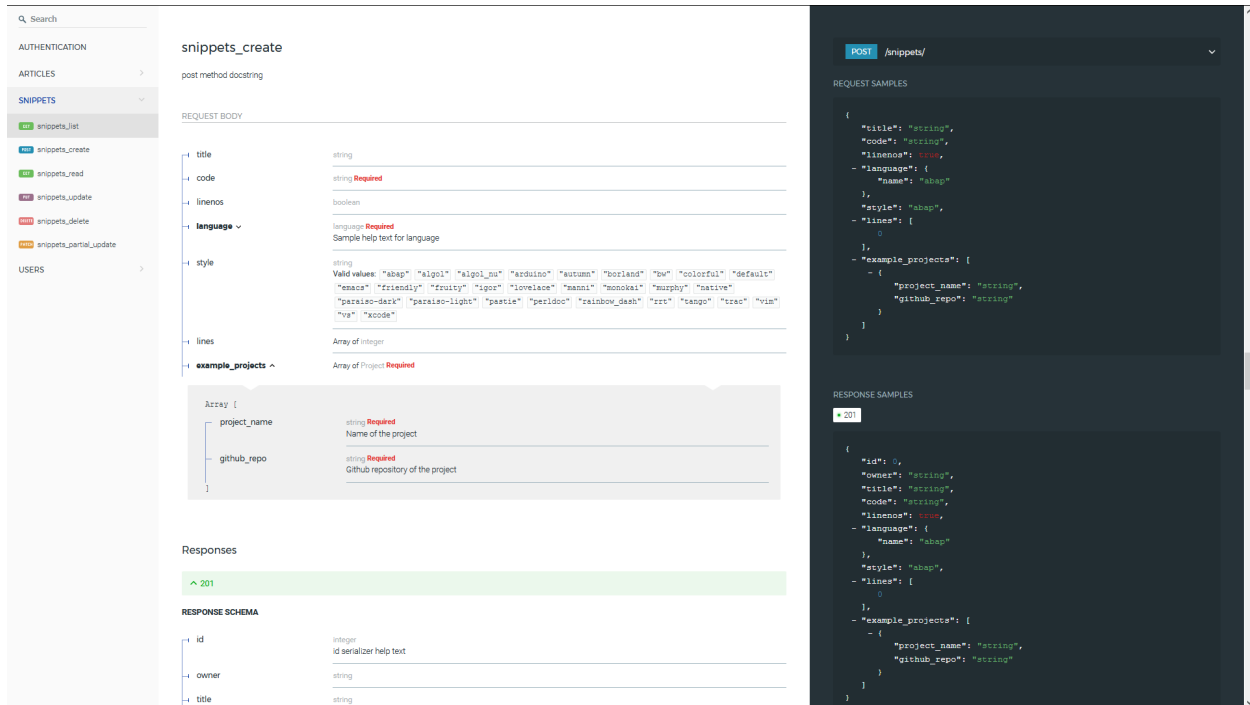 Search
AUTHENTICATION
ARTICLES
SNIPPETS
GET snippets_list
POST snippets_create
GET snippets_read
PUT snippets_update
DELETE snippets_delete
PATCH snippets_partial_update
USERS
snippets_create
post method docstring
REQUEST BODY
title string
code string Required
linenos boolean
language language Required
Sample help text for language
style string
Valid values: "abap" "algol" "algol_nu" "arduino" "autumn" "borland" "bw" "colorful" "default"
"emacs" "friendly" "fruity" "igor" "lovelace" "manni" "monokai" "murphy" "native"
"paraiso-dark" "paraiso-light" "pastie" "perldoc" "rainbow_dash" "rrt" "tango" "trac" "vim"
"vs" "xcode"
lines Array of integer
example_projects Array of Project Required
Array [
project_name string Required
Name of the project
github_repo string Required
Github repository of the project
]
Responses
201
RESPONSE SCHEMA
id integer
id serializer help text
owner string
title string
POST /snippets/
REQUEST SAMPLES
{
"title": "string",
"code": "string",
"linenos": true,
- "language": {
"name": "abap"
},
"style": "abap",
- "lines": [
0
],
- "example_projects": [
- {
"project_name": "string",
"github_repo": "string"
}
]
}
RESPONSE SAMPLES
201
{
"id": 0,
"owner": "string",
"title": "string",
"code": "string",
"linenos": true,
- "language": {
"name": "abap"
},
"style": "abap",
- "lines": [
0
],
- "example_projects": [
- {
"project_name": "string",
"github_repo": "string"
}
]
}